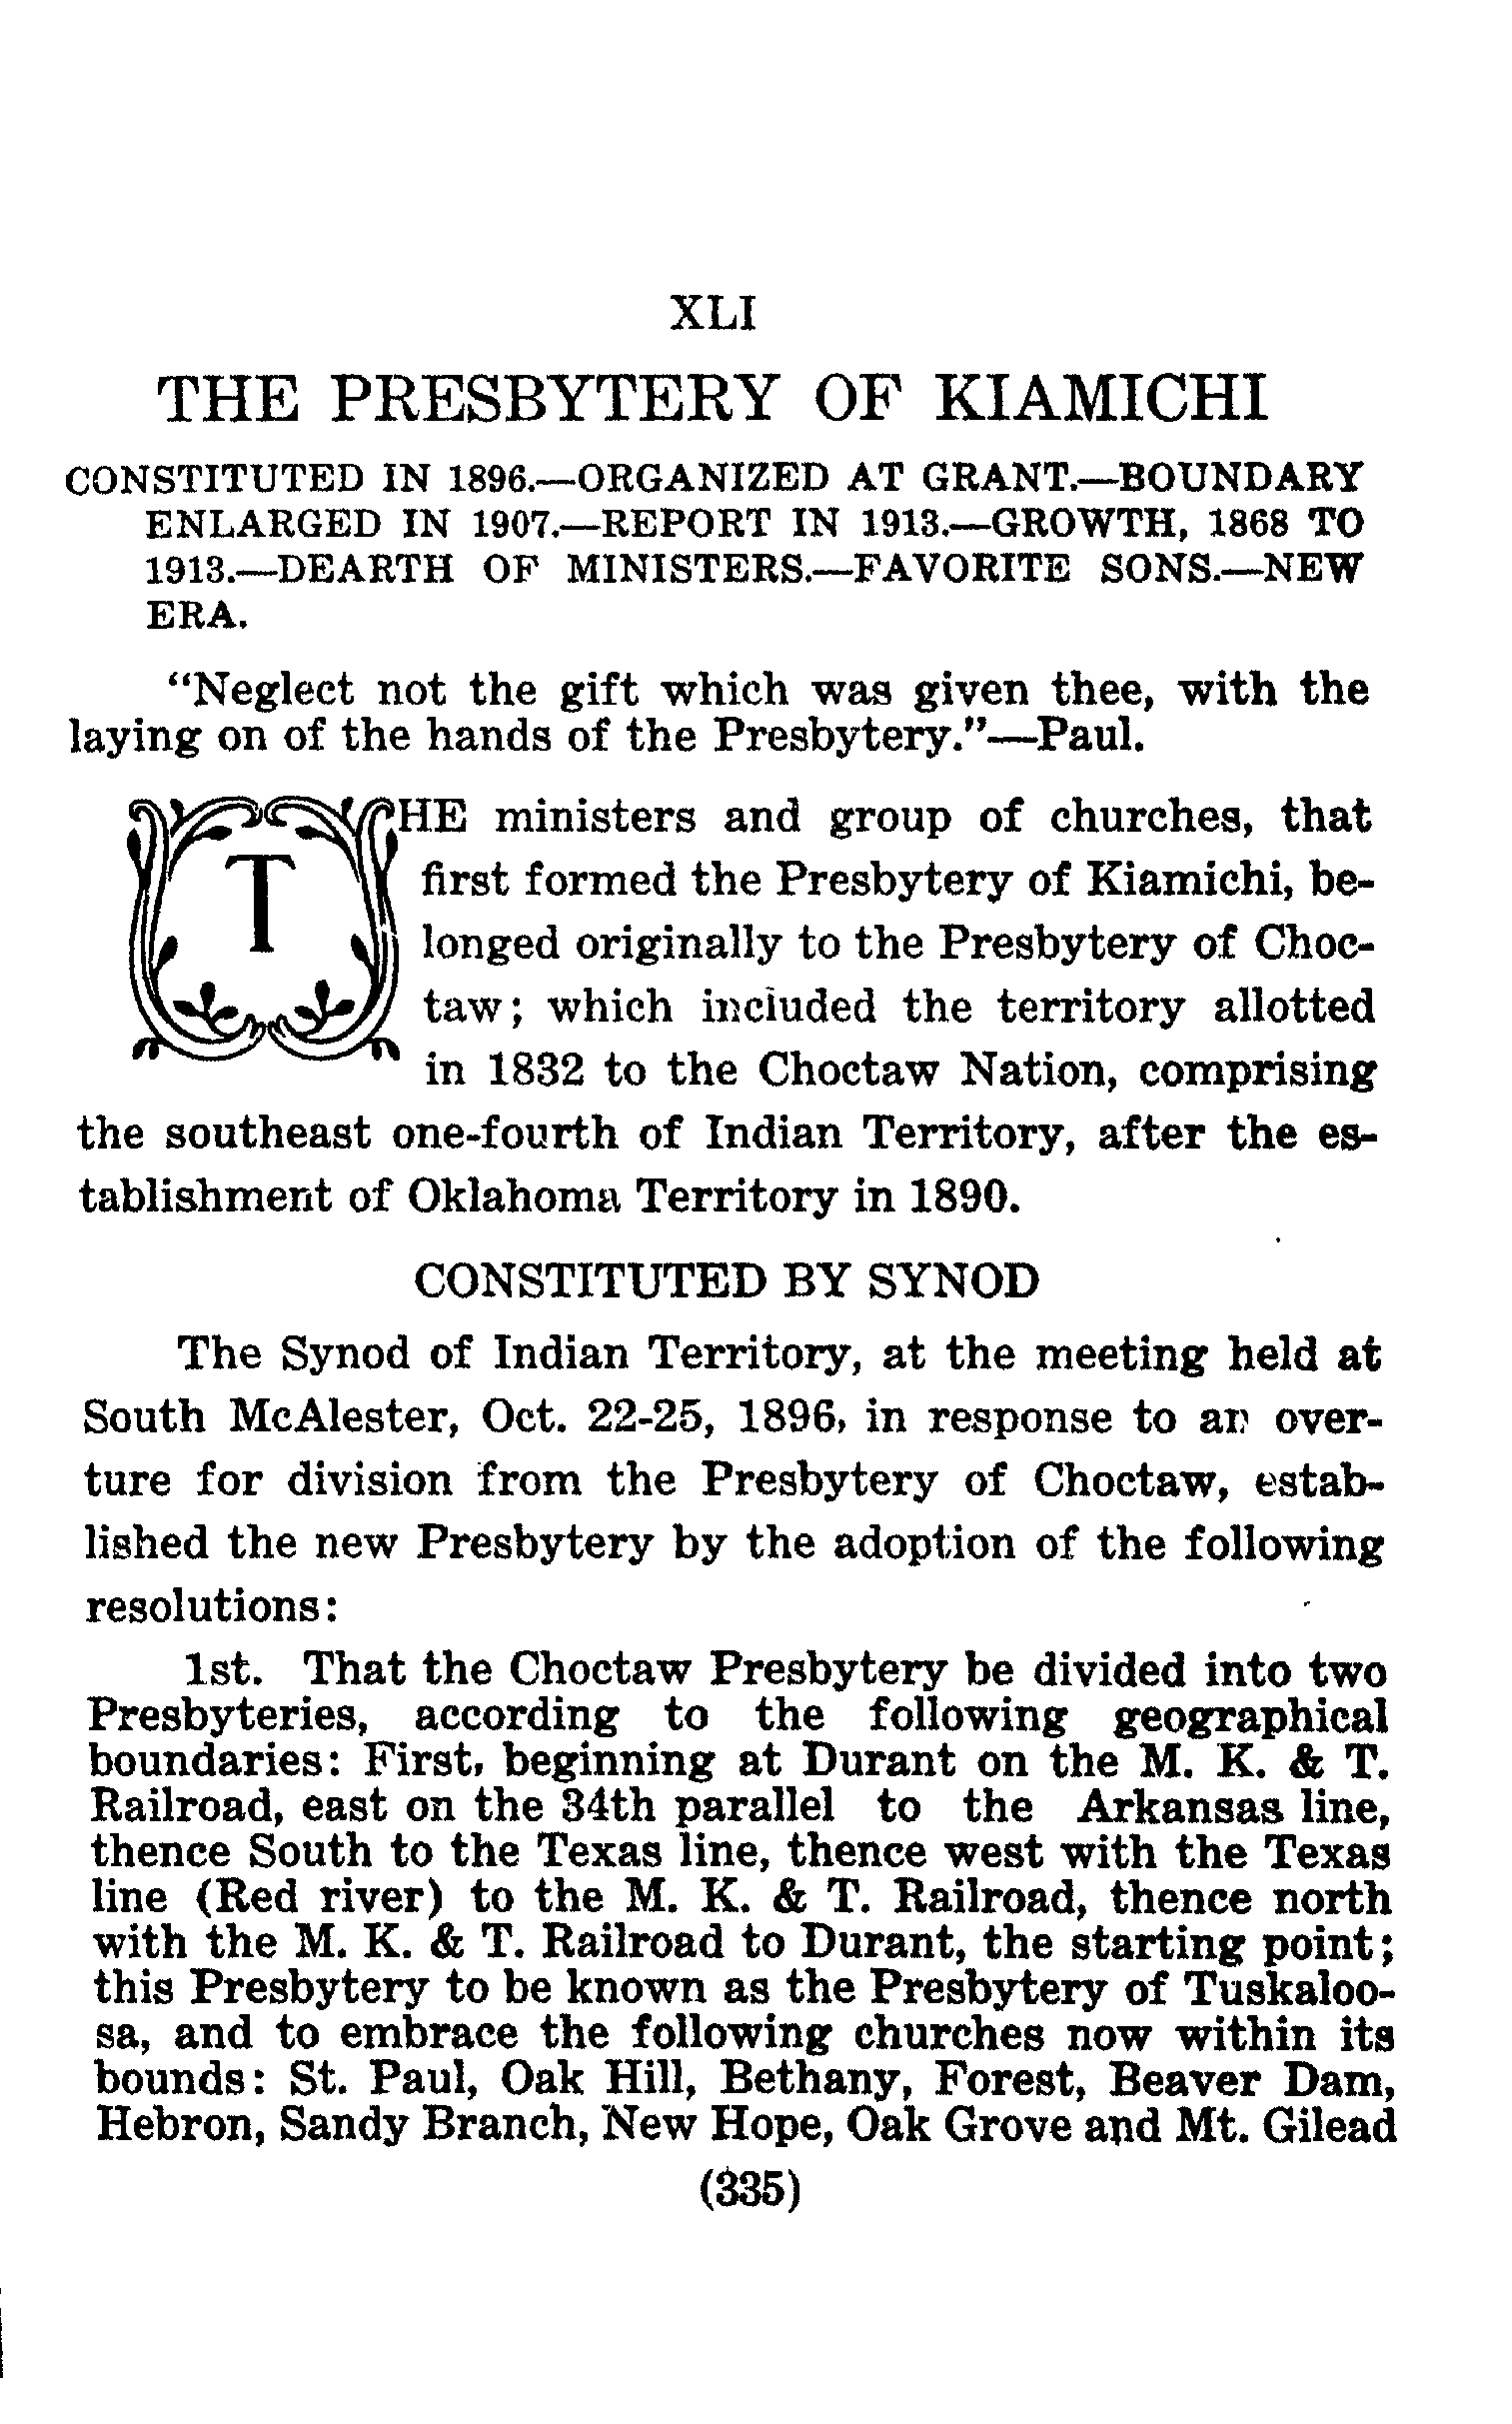 XLI
THE PRESBYTERY OF KIAMICHI
CONSTITUTED IN 1896.—ORGANIZED AT GRANT.—BOUNDARY
ENLARGED IN 1907.—REPORT IN 1913.—GROWTH, 1868 TO
1913.—DEARTH OF MINISTERS.—FAVORITE SONS.—NEW
ERA.
"Neglect not the gift which was given thee, with the
laying on of the hands of the Presbytery."—Paul.
THE ministers and group of churches, that
first formed the Presbytery of Kiamichi, be-
longed originally to the Presbytery of Choc-
taw; which included the territory allotted
in 1832 to the Choctaw Nation, comprising
the southeast one-fourth of Indian Territory, after the es-
tablishment of Oklahoma Territory in 1890.
CONSTITUTED BY SYNOD
The Synod of Indian Territory, at the meeting held at
South McAlester, Oct. 22-25, 1896, in response to an over-
ture for division from the Presbytery of Choctaw, estab-
lished the new Presbytery by the adoption of the following
resolutions:
1st. That the Choctaw Presbytery be divided into two
Presbyteries, according to the following geographical
boundaries: First, beginning at Durant on the M. K. & T.
Railroad, east on the 34th parallel to the Arkansas line,
thence South to the Texas line, thence west with the Texas
line (Red river) to the M. K. & T. Railroad, thence north
with the M. K. & T. Railroad to Durant, the starting point;
this Presbytery to be known as the Presbytery of Tuskaloo-
sa, and to embrace the following churches now within its
bounds: St. Paul, Oak Hill, Bethany, Forest, Beaver Dam,
Hebron, Sandy Branch, New Hope, Oak Grove and Mt. Gilead
(335)